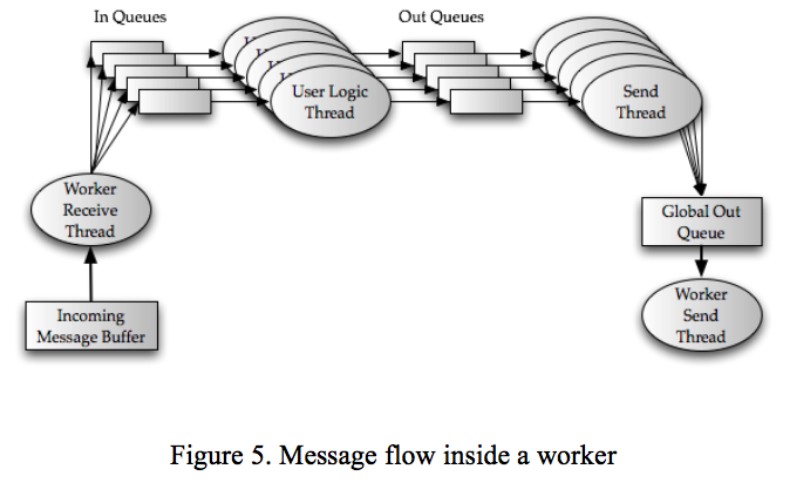 In Queues
Out Queues
User Logic
Thread
Send
Thread
Worker
Receive
Thread
Global Out
Queue
Incoming
Message Buffer
Worker
Send
Thread
Figure 5. Message flow inside a worker